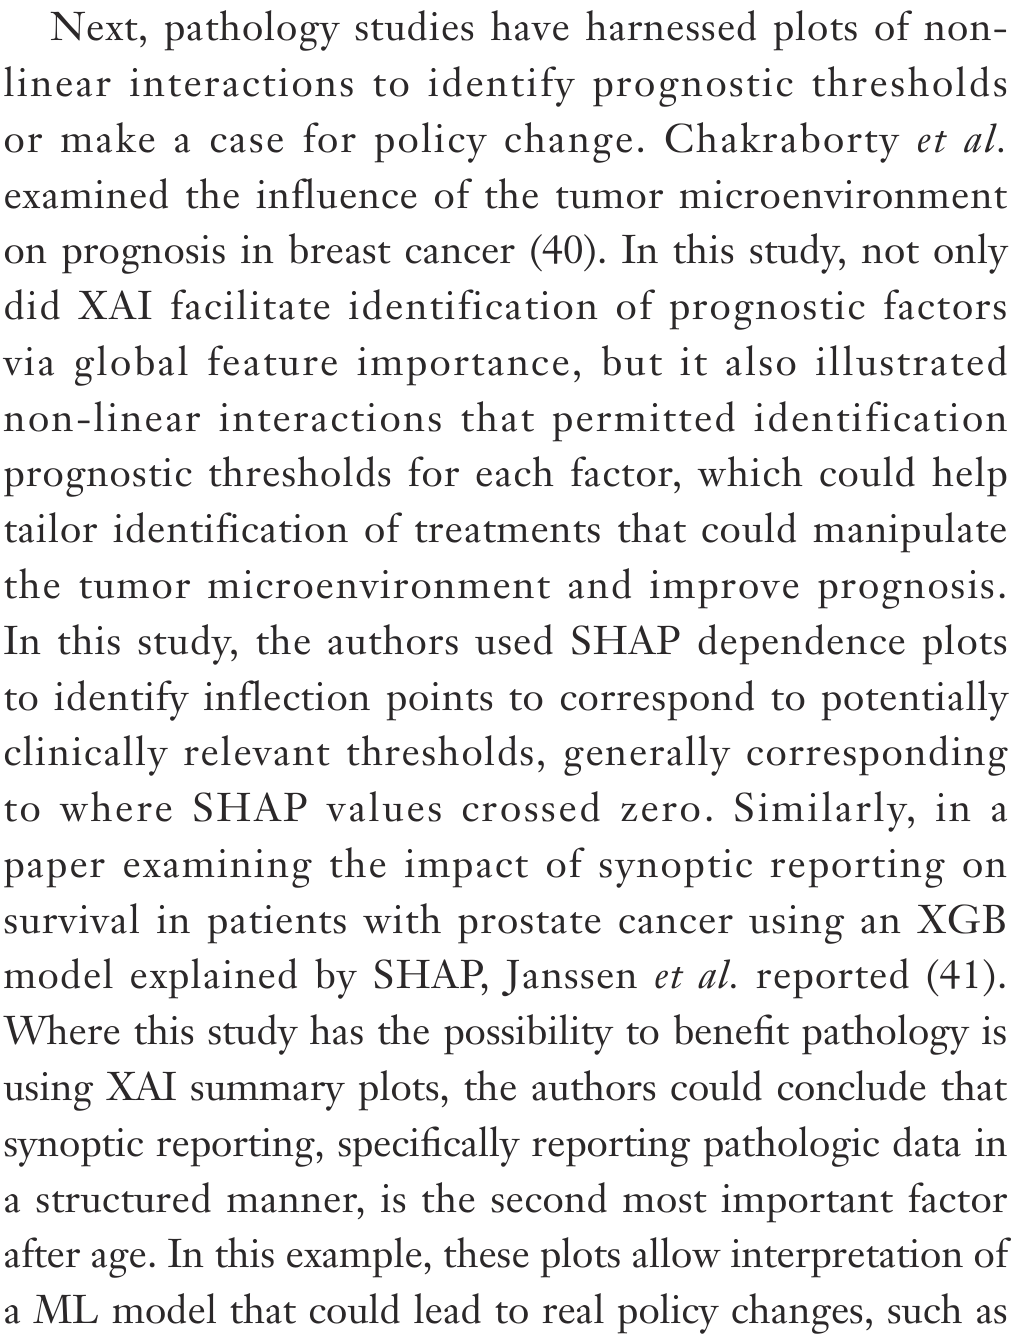 Next, pathology studies have harnessed plots of non-
linear interactions to identify prognostic thresholds
or make a case for policy change. Chakraborty et al.
examined the influence of the tumor microenvironment
on prognosis in breast cancer (40). In this study, not only
did XAI facilitate identification of prognostic factors
via global feature importance, but it also illustrated
non-linear interactions that permitted identification
prognostic thresholds for each factor, which could help
tailor identification of treatments that could manipulate
the tumor microenvironment and improve prognosis.
In this study, the authors used SHAP dependence plots
to identify inflection points to correspond to potentially
clinically relevant thresholds, generally corresponding
to where SHAP values crossed zero. Similarly, in a
paper examining the impact of synoptic reporting on
survival in patients with prostate cancer using an XGB
model explained by SHAP, Janssen et al. reported (41).
Where this study has the possibility to benefit pathology is
using XAI summary plots, the authors could conclude that
synoptic reporting, specifically reporting pathologic data in
a structured manner, is the second most important factor
after age. In this example, these plots allow interpretation of
a ML model that could lead to real policy changes, such as